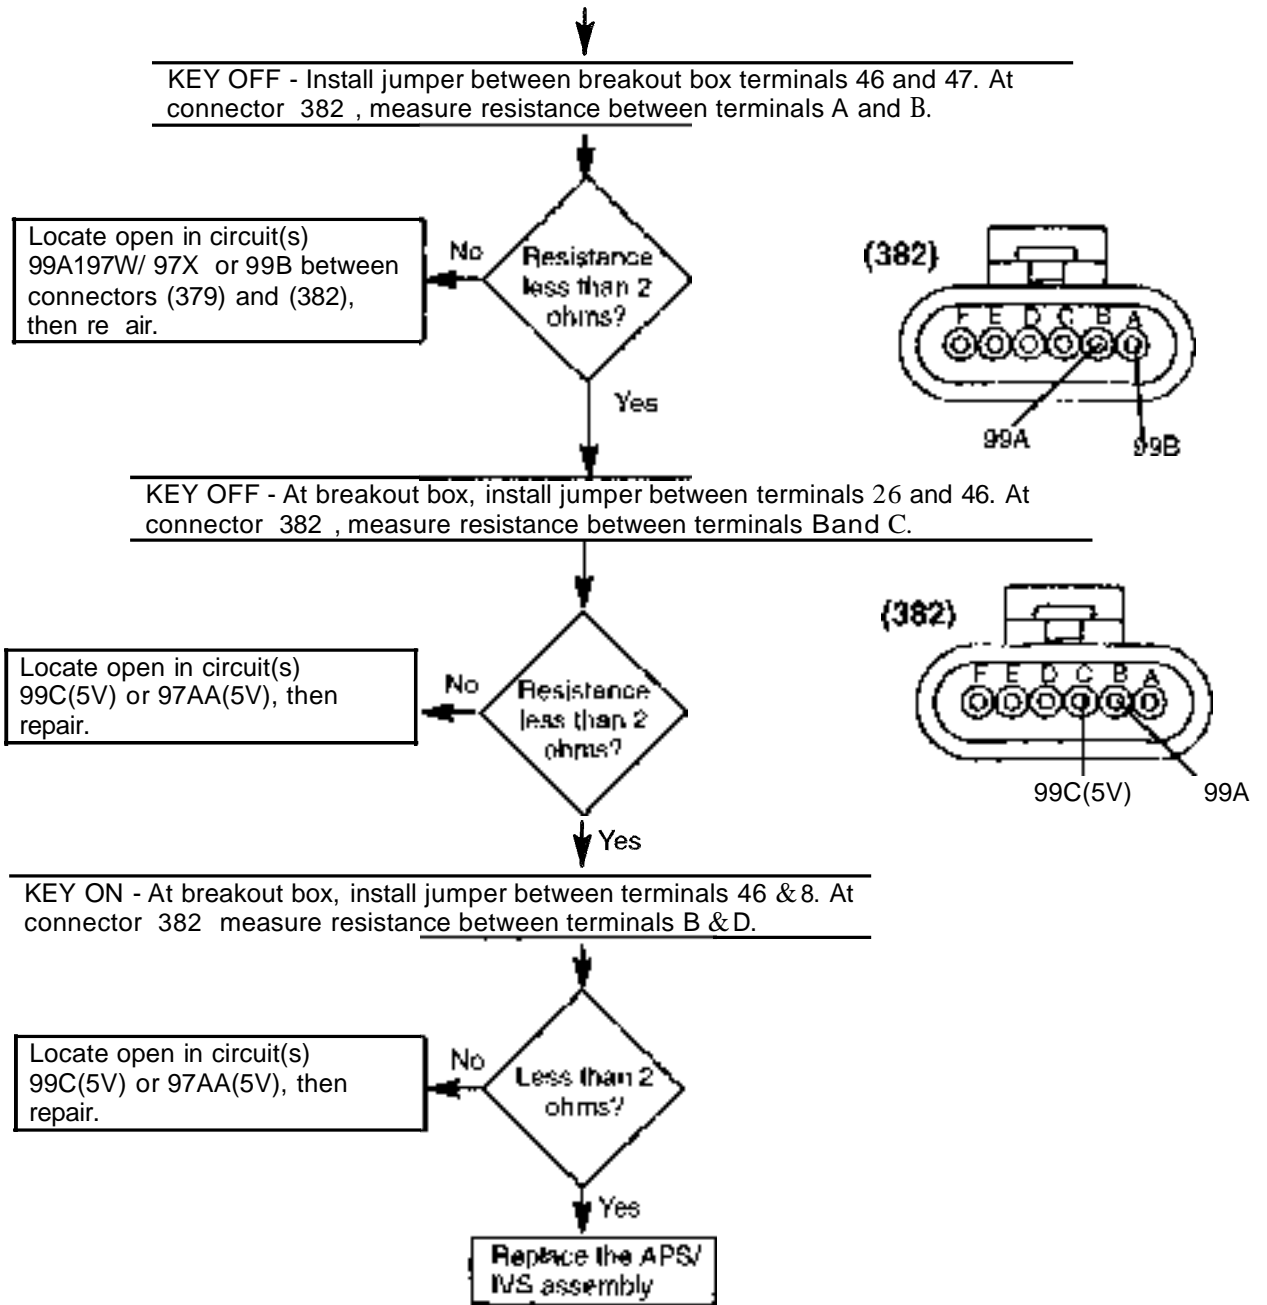 KEY OFF - Install jumper between breakout box terminals 46 and 47. At
connector 382 , measure resistance between terminals A and B.
Locate open in circuit(s)
99A197W/ 97X or 99B between
connectors (379) and (382),
then re air.
No
Resistance
less than 2
ohms?
Yes
(382)
F E D C B A
99A
99B
KEY OFF - At breakout box, install jumper between terminals 26 and 46. At
connector 382 , measure resistance between terminals Band C.
Locate open in circuit(s)
99C(5V) or 97AA(5V), then
repair.
No
Resistance
less than 2
ohms?
Yes
(382)
F E D C B A
99C(5V)
99A
KEY ON - At breakout box, install jumper between terminals 46 &8. At
connector 382 measure resistance between terminals B &D.
Locate open in circuit(s)
99C(5V) or 97AA(5V), then
repair.
No
Less than 2
ohms?
Yes
Replace the APS/
IVS assembly